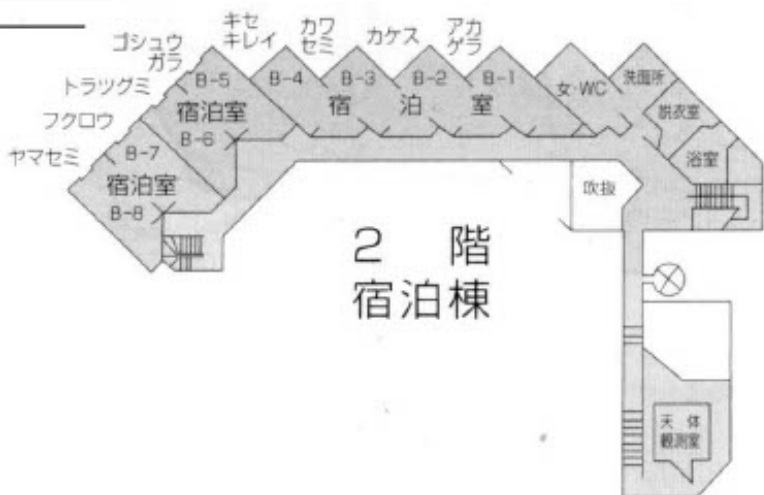 キセ
キレイ
カワ
セミ
カケス
アカ
ゲラ
ゴジュウ
ガラ
トラツグミ
フクロウ
ヤマセミ
B-5
宿泊室
B-6
B-7
宿泊室
B-8
B-4
B-3
B-2
B-1
宿泊室
女・WC
洗面所
脱衣室
浴室
吹抜
2階
宿泊棟
天体
観測室